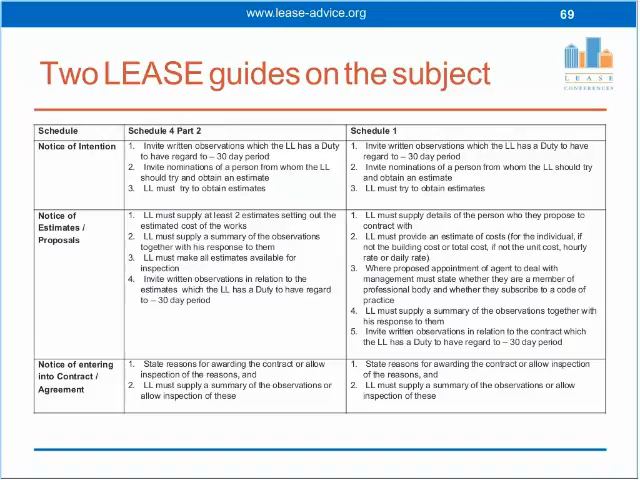 www.lease-advice.org
69
Two LEASE guides on the subject
LEASE
CONFERENCES
Schedule
Schedule 4 Part 2
Schedule 1
Notice of Intention
1. Invite written observations which the LL has a Duty
to have regard to – 30 day period
2. Invite nominations of a person from whom the LL
should try and obtain an estimate
3. LL must try to obtain estimates
1. Invite written observations which the LL has a Duty to have
regard to – 30 day period
2. Invite nominations of a person from whom the LL should try
and obtain an estimate
3. LL must try to obtain estimates
Notice of
Estimates /
Proposals
1. LL must supply at least 2 estimates setting out the
estimated cost of the works
2. LL must supply a summary of the observations
together with his response to them
3. LL must make all estimates available for
inspection
4. Invite written observations in relation to the
estimates which the LL has a Duty to have regard
to – 30 day period
1. LL must supply details of the person who they propose to
contract with
2. LL must provide an estimate of costs (for the individual, if
not the building cost or total cost, if not the unit cost, hourly
rate or daily rate)
3. Where proposed appointment of agent to deal with
management must state whether they are a member of
professional body and whether they subscribe to a code of
practice
4. LL must supply a summary of the observations together with
his response to them
5. Invite written observations in relation to the contract which
the LL has a Duty to have regard to – 30 day period
Notice of entering
into Contract /
Agreement
1. State reasons for awarding the contract or allow
inspection of the reasons, and
2. LL must supply a summary of the observations or
allow inspection of these
1. State reasons for awarding the contract or allow inspection
of the reasons, and
2. LL must supply a summary of the observations or allow
inspection of these